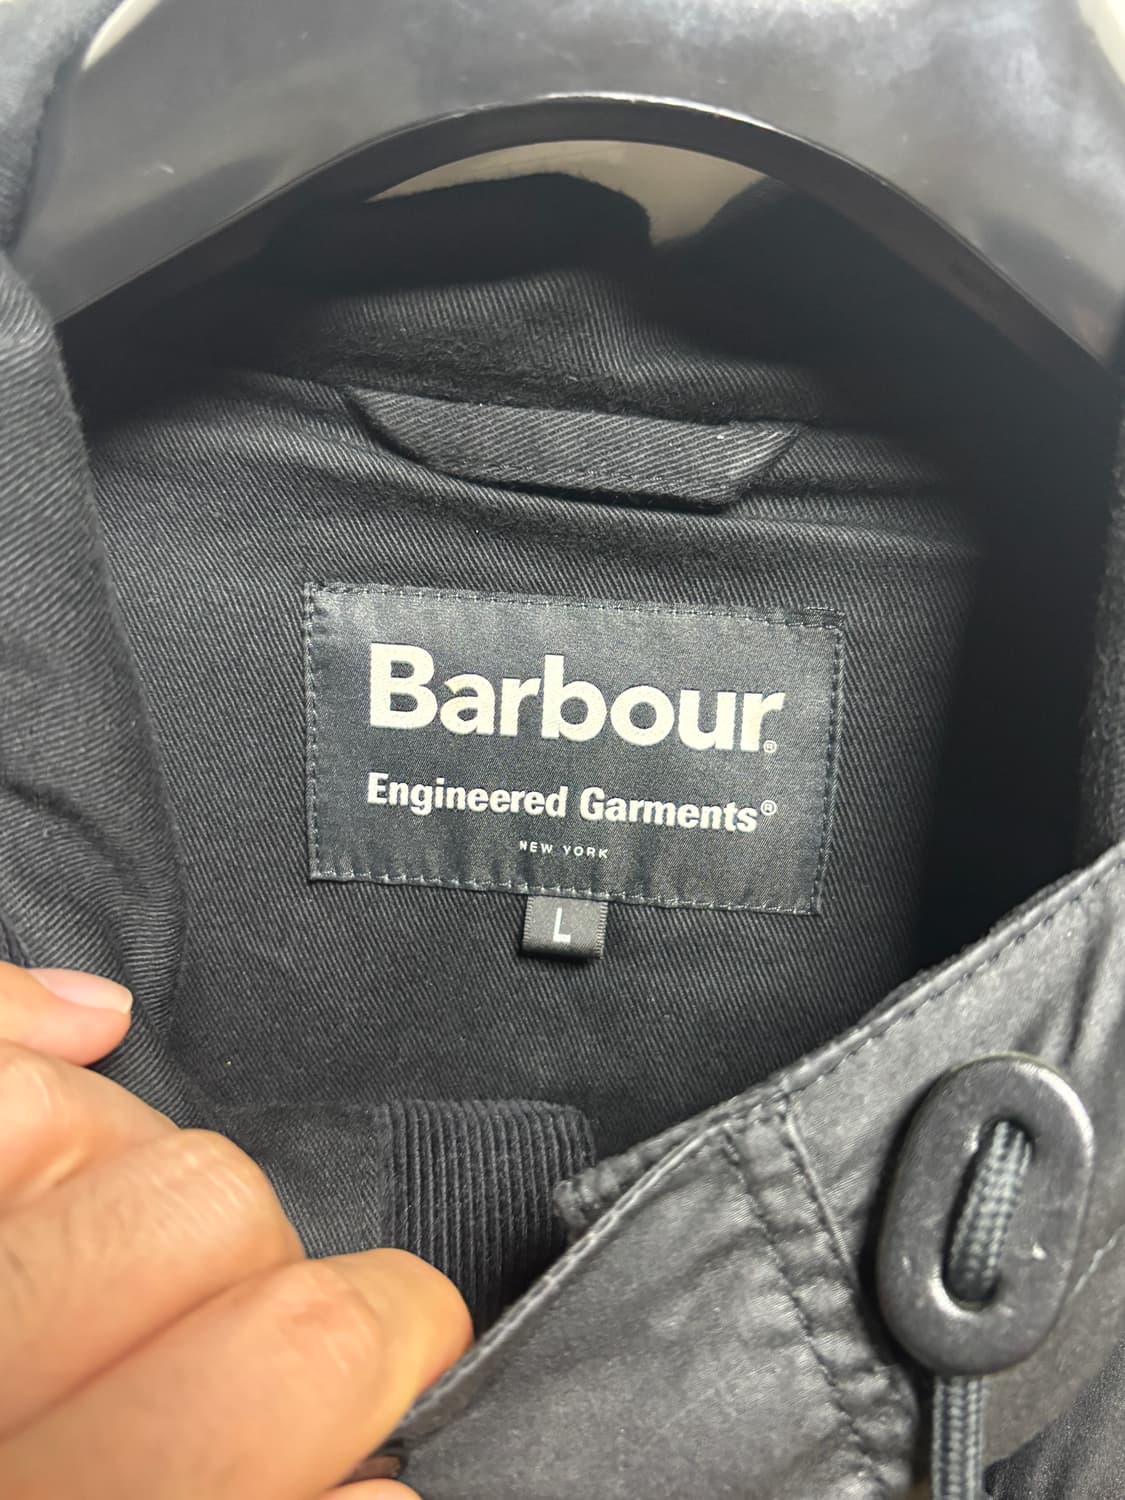 Barbour®
Engineered Garments®
NEW YORK
L